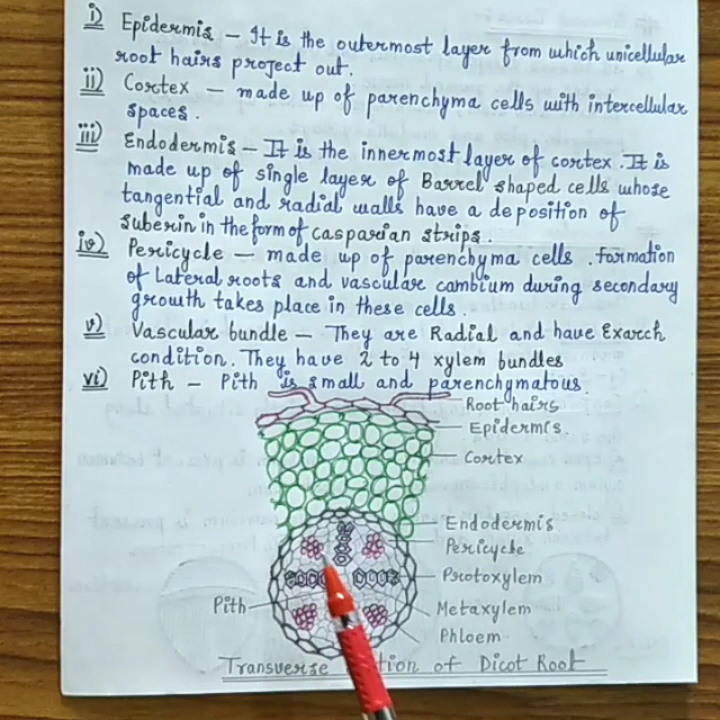 i) Epidermis – It is the outermost layer from which unicellular
root hairs project out.
ii) Cortex – made up of parenchyma cells with intercellular
spaces.
iii) Endodermis – It is the innermost layer of cortex. It is
made up of single layer of Barrel shaped cells whose
tangential and radial walls have a deposition of
suberin in the form of casparian strips.
iv) Pericycle – made up of parenchyma cells. Formation
of Lateral roots and vascular cambium during secondary
growth takes place in these cells.
v) Vascular bundle – They are Radial and have Exarch
condition. They have 2 to 4 xylem bundles
vi) Pith – Pith is small and parenchymatous.
Root hairs
Epidermis.
Cortex
Endodermis
Pericycle
Protoxylem
Pith
Metaxylem
Phloem
Transverse tion of Dicot Root